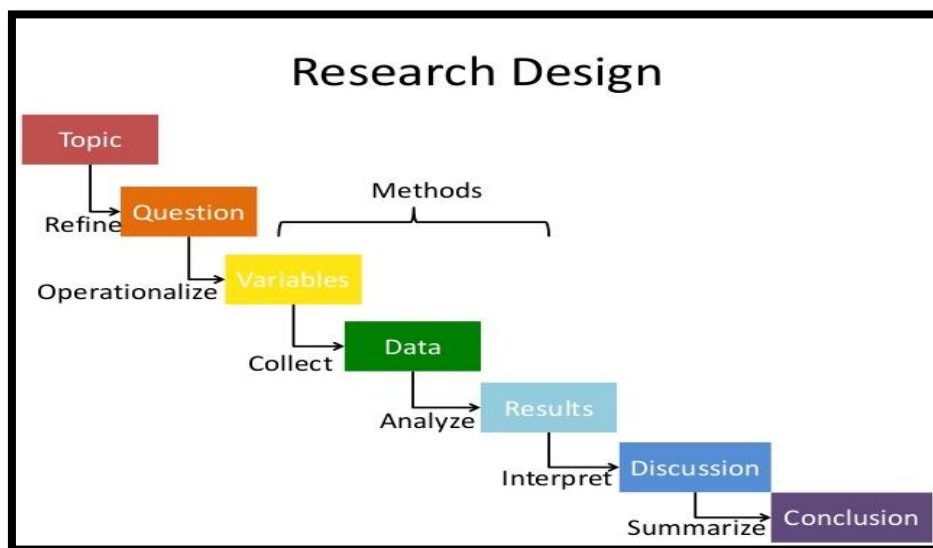 Research Design
Topic
Methods
Refine
Question
Operationalize
Variables
Collect
Data
Analyze
Results
Interpret
Discussion
Summarize
Conclusion